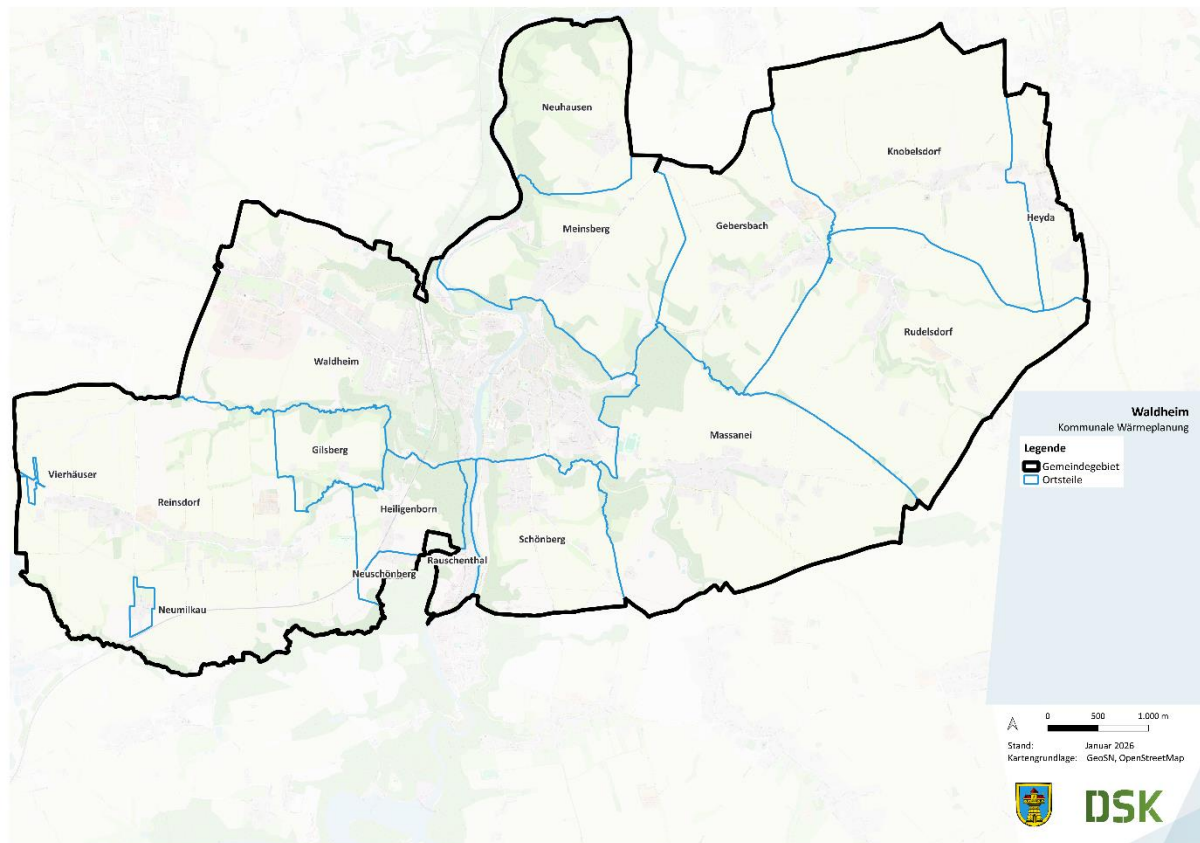 Neuhausen
Knobelsdorf
Heyda
Meinsberg
Gebersbach
Rudelsdorf
Waldheim
Massanei
Gilsberg
Vierhäuser
Reinsdorf
Heiligenborn
Schönberg
Rauschenthal
Neuschönberg
Neumilkau
Waldheim
Kommunale Wärmeplanung
Legende
Gemeindegebiet
Ortsteile
0 500 1.000 m
Stand: Januar 2026
Kartengrundlage: GeoSN, OpenStreetMap
DSK